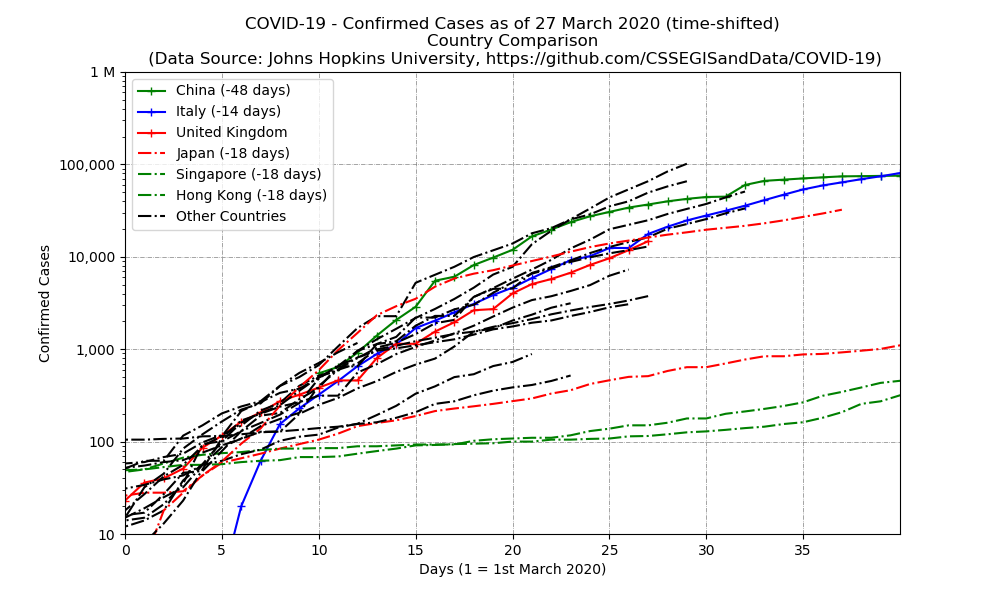 COVID-19 - Confirmed Cases as of 27 March 2020 (time-shifted)
Country Comparison
(Data Source: Johns Hopkins University, https://github.com/CSSEGISandData/COVID-19)
1 M
100,000
10,000
1,000
100
10
Confirmed Cases
China (-48 days)
Italy (-14 days)
United Kingdom
Japan (-18 days)
Singapore (-18 days)
Hong Kong (-18 days)
Other Countries
0 5 10 15 20 25 30 35
Days (1 = 1st March 2020)